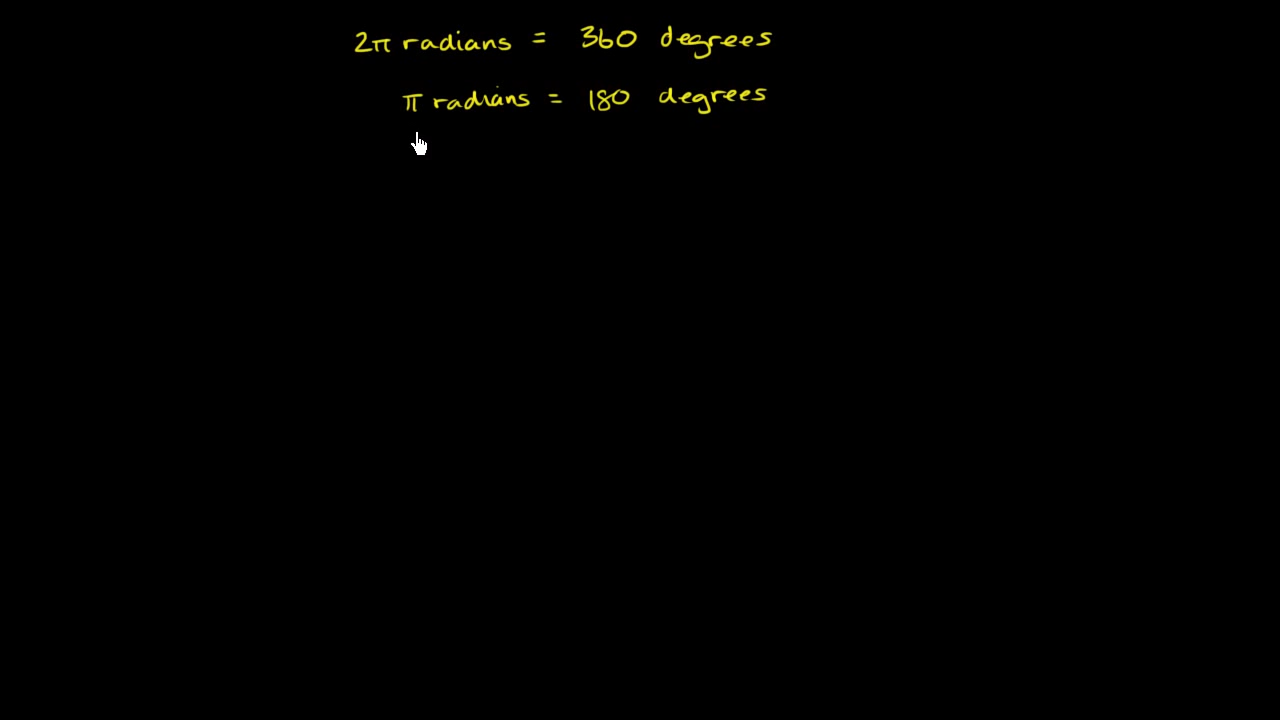 2π radians = 360 degrees
π radians = 180 degrees